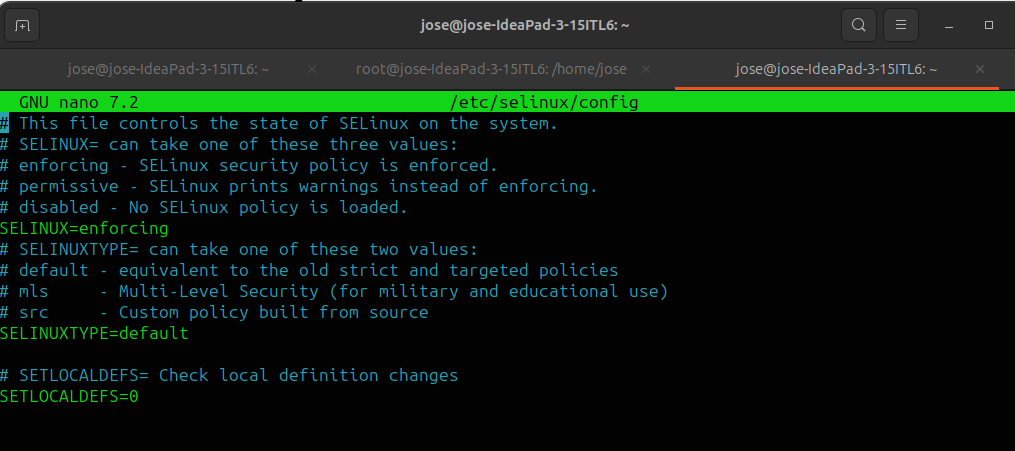 jose@jose-IdeaPad-3-15ITL6: ~
jose@jose-IdeaPad-3-15ITL6: ~
root@jose-IdeaPad-3-15ITL6: /home/jose
jose@jose-IdeaPad-3-15ITL6: ~
GNU nano 7.2 /etc/selinux/config
# This file controls the state of SELinux on the system.
# SELINUX= can take one of these three values:
# enforcing - SELinux security policy is enforced.
# permissive - SELinux prints warnings instead of enforcing.
# disabled - No SELinux policy is loaded.
SELINUX=enforcing
# SELINUXTYPE= can take one of these two values:
# default - equivalent to the old strict and targeted policies
# mls     - Multi-Level Security (for military and educational use)
# src     - Custom policy built from source
SELINUXTYPE=default

# SETLOCALDEFS= Check local definition changes
SETLOCALDEFS=0